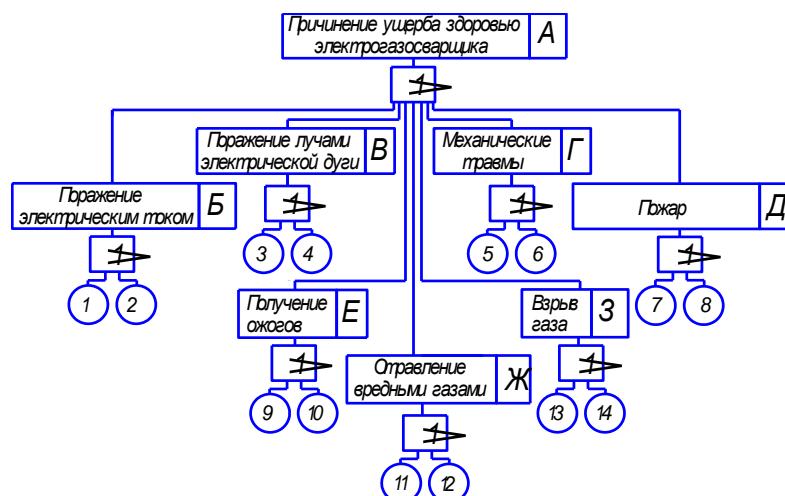 Причинение ущерба здоровью
электрогазосварщика
А
1
Поражение лучами
электрической дуги
В
1
3
4
Механические
травмы
Г
1
5
6
Поражение
электрическим током
Б
1
1
2
Пожар
Д
1
7
8
Получение
ожогов
Е
1
9
10
Взрыв
газа
З
1
13
14
Отравление
вредными газами
Ж
1
11
12